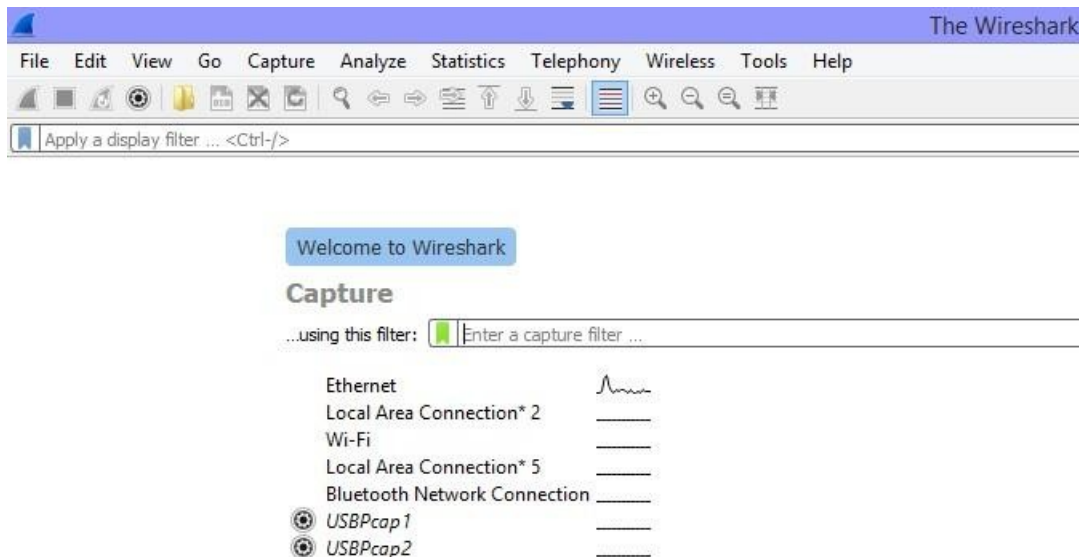 The Wireshark
File Edit View Go Capture Analyze Statistics Telephony Wireless Tools Help
Apply a display filter ... <Ctrl-/>
Welcome to Wireshark
Capture
...using this filter: Enter a capture filter ...
Ethernet
Local Area Connection* 2
Wi-Fi
Local Area Connection* 5
Bluetooth Network Connection
USBPcap1
USBPcap2